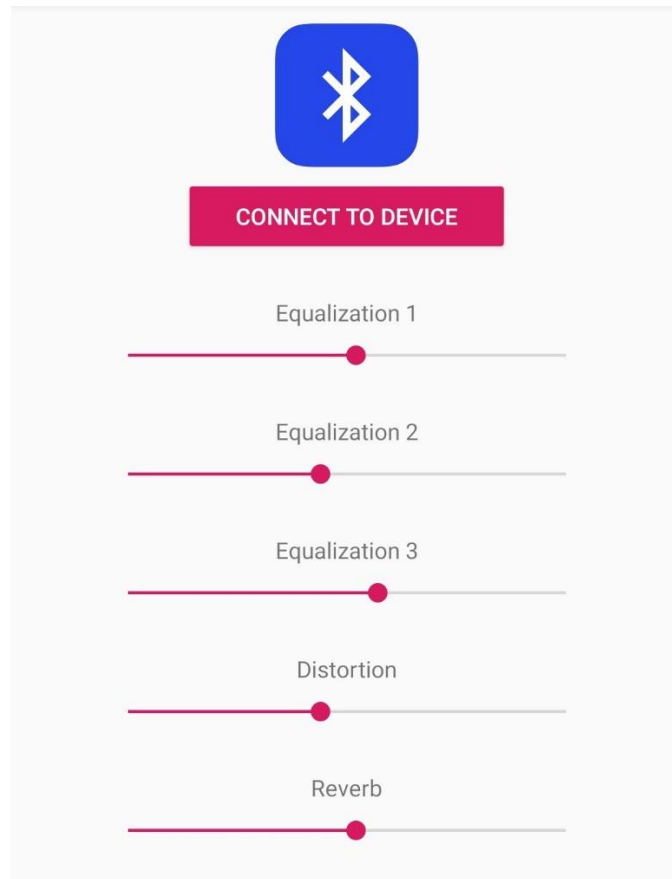 CONNECT TO DEVICE
Equalization 1
Equalization 2
Equalization 3
Distortion
Reverb